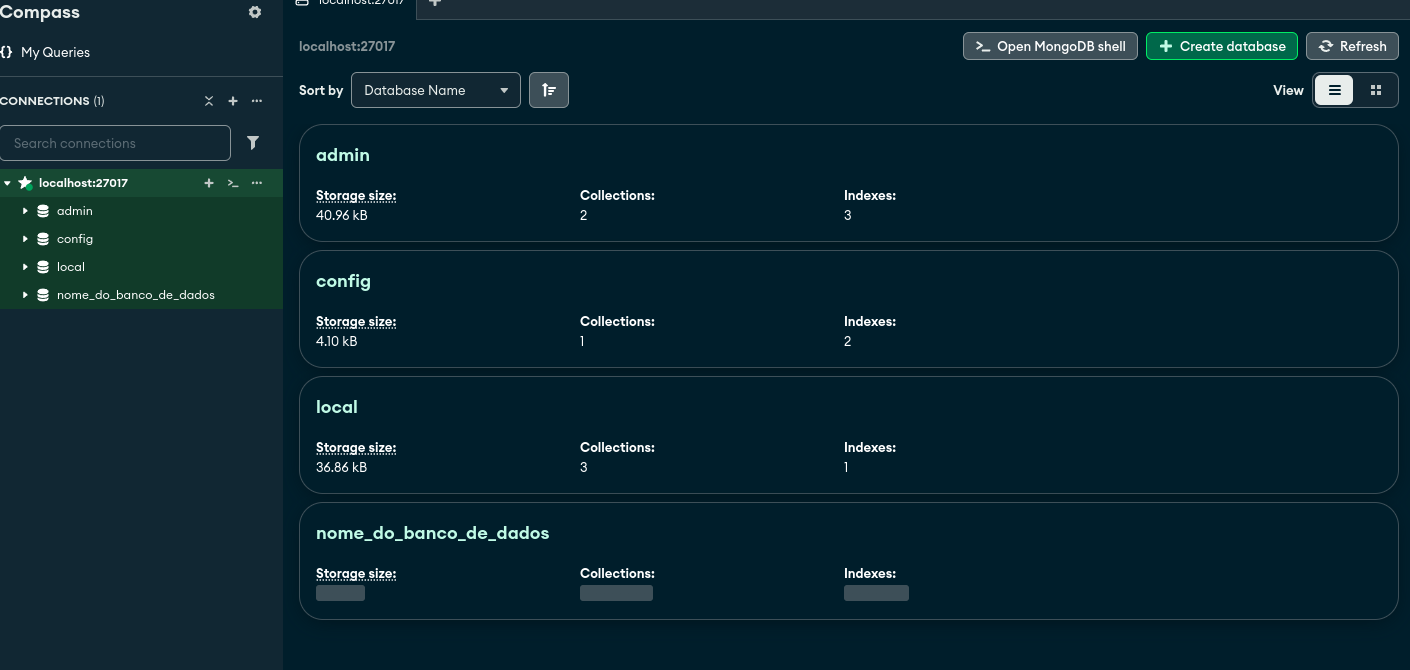 Compass
localhost:27017
{} My Queries
CONNECTIONS (1)
Search connections
localhost:27017
admin
config
local
nome_do_banco_de_dados
localhost:27017
Open MongoDB shell
Create database
Refresh
Sort by
Database Name
View
admin
Storage size: Collections: Indexes:
40.96 kB 2 3
config
Storage size: Collections: Indexes:
4.10 kB 1 2
local
Storage size: Collections: Indexes:
36.86 kB 3 1
nome_do_banco_de_dados
Storage size: Collections: Indexes: